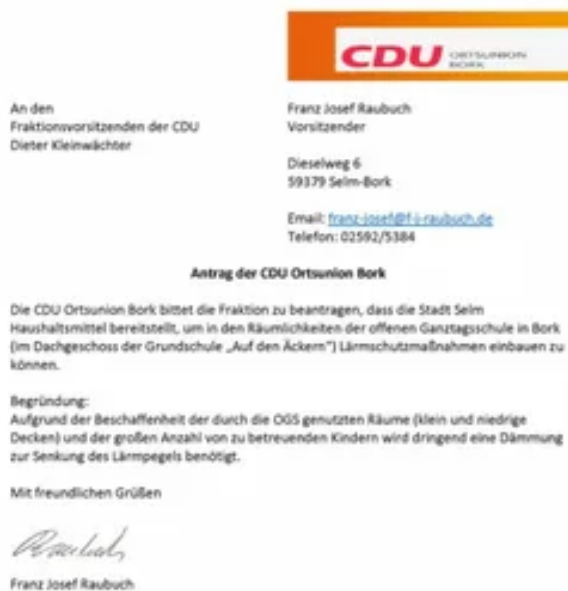 CDU ORTSUNION
BORK
An den
Fraktionsvorsitzenden der CDU
Dieter Kleinwächter
Franz Josef Raubuch
Vorsitzender
Dieselweg 6
59379 Selm-Bork
Email: franz-josef@f-j-raubuch.de
Telefon: 02592/5384
Antrag der CDU Ortsunion Bork
Die CDU Ortsunion Bork bittet die Fraktion zu beantragen, dass die Stadt Selm
Haushaltsmittel bereitstellt, um in den Räumlichkeiten der offenen Ganztagsschule in Bork
(im Dachgeschoss der Grundschule „Auf den Äckern“) Lärmschutzmaßnahmen einbauen zu
können.
Begründung:
Aufgrund der Beschaffenheit der durch die OGS genutzten Räume (klein und niedrige
Decken) und der großen Anzahl von zu betreuenden Kindern wird dringend eine Dämmung
zur Senkung des Lärmpegels benötigt.
Mit freundlichen Grüßen
Raubuch
Franz Josef Raubuch